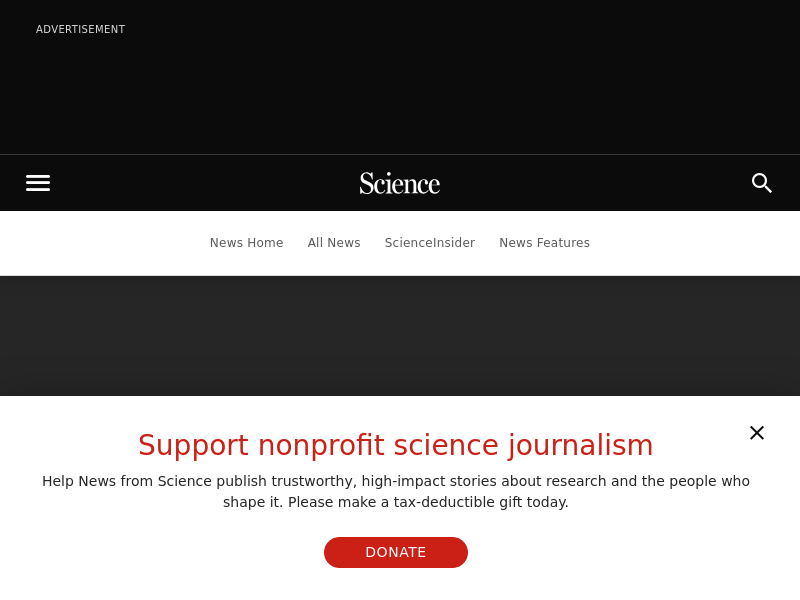 ADVERTISEMENT
Science
News Home
All News
ScienceInsider
News Features
Support nonprofit science journalism
Help News from Science publish trustworthy, high-impact stories about research and the people who
shape it. Please make a tax-deductible gift today.
DONATE